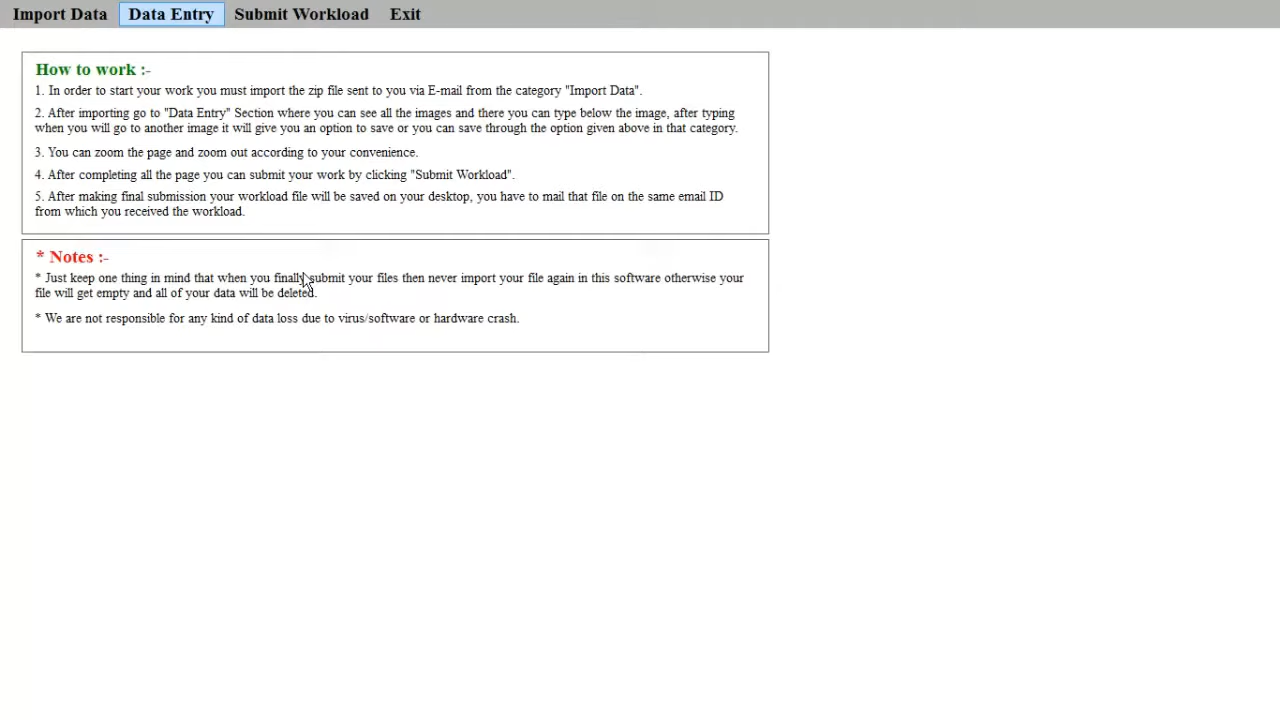 Import Data Data Entry Submit Workload Exit
How to work :-
1. In order to start your work you must import the zip file sent to you via E-mail from the category "Import Data".
2. After importing go to "Data Entry" Section where you can see all the images and there you can type below the image, after typing
when you will go to another image it will give you an option to save or you can save through the option given above in that category.
3. You can zoom the page and zoom out according to your convenience.
4. After completing all the page you can submit your work by clicking "Submit Workload".
5. After making final submission your workload file will be saved on your desktop, you have to mail that file on the same email ID
from which you received the workload.
* Notes :-
* Just keep one thing in mind that when you finally submit your files then never import your file again in this software otherwise your
file will get empty and all of your data will be deleted.
* We are not responsible for any kind of data loss due to virus/software or hardware crash.